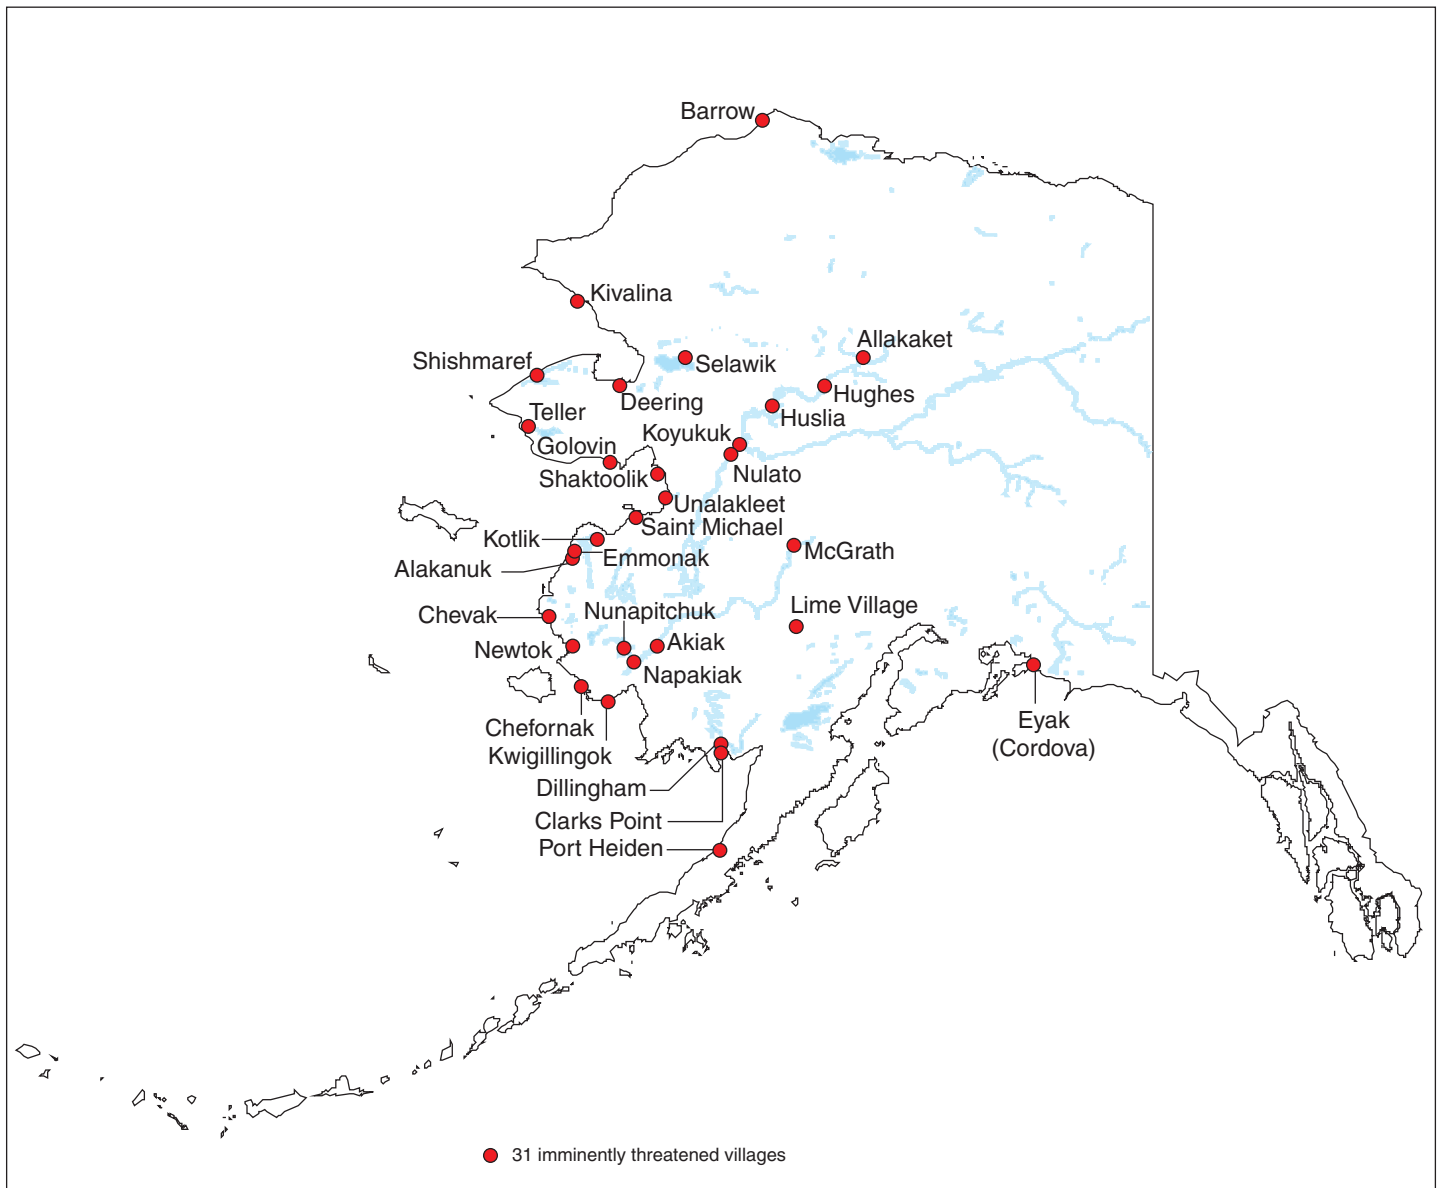 Barrow
Kivalina
Allakaket
Shishmaref
Selawik
Hughes
Deering
Teller
Huslia
Koyukuk
Golovin
Nulato
Shaktoolik
Unalakleet
Saint Michael
Kotlik
McGrath
Emmonak
Alakanuk
Lime Village
Nunapitchuk
Chevak
Akiak
Newtok
Napakiak
Eyak
(Cordova)
Chefornak
Kwigillingok
Dillingham
Clarks Point
Port Heiden
31 imminently threatened villages